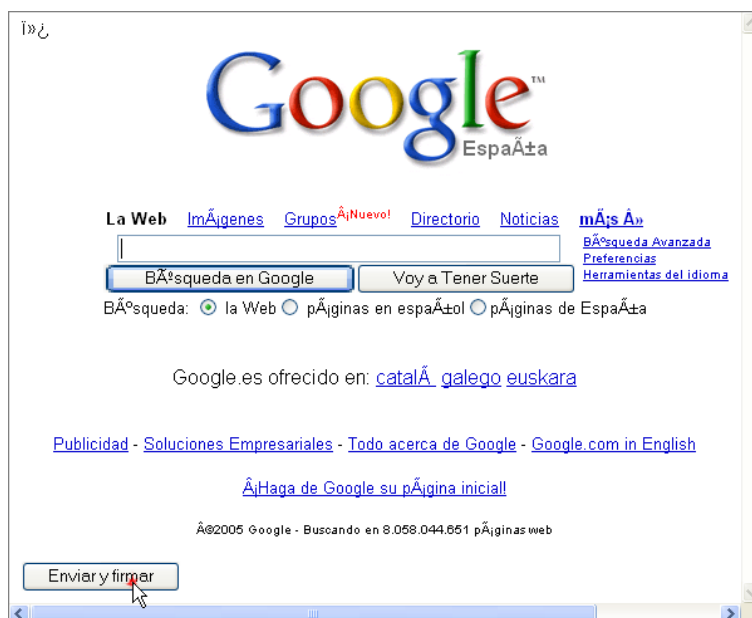 ï»¿
Google™
EspaÃ±a
La Web ImÃ¡genes GruposÂ¡Nuevo! Directorio Noticias mÃ¡s Â»
BÃºsqueda Avanzada
Preferencias
Herramientas del idioma
BÃºsqueda en Google Voy a Tener Suerte
BÃºsqueda: la Web pÃ¡ginas en espaÃ±ol pÃ¡ginas de EspaÃ±a
Google.es ofrecido en: catalÃ  galego euskara
Publicidad - Soluciones Empresariales - Todo acerca de Google - Google.com in English
Â¡Haga de Google su pÃ¡gina inicial!
Â©2005 Google - Buscando en 8.058.044.651 pÃ¡ginas web
Enviar y firmar